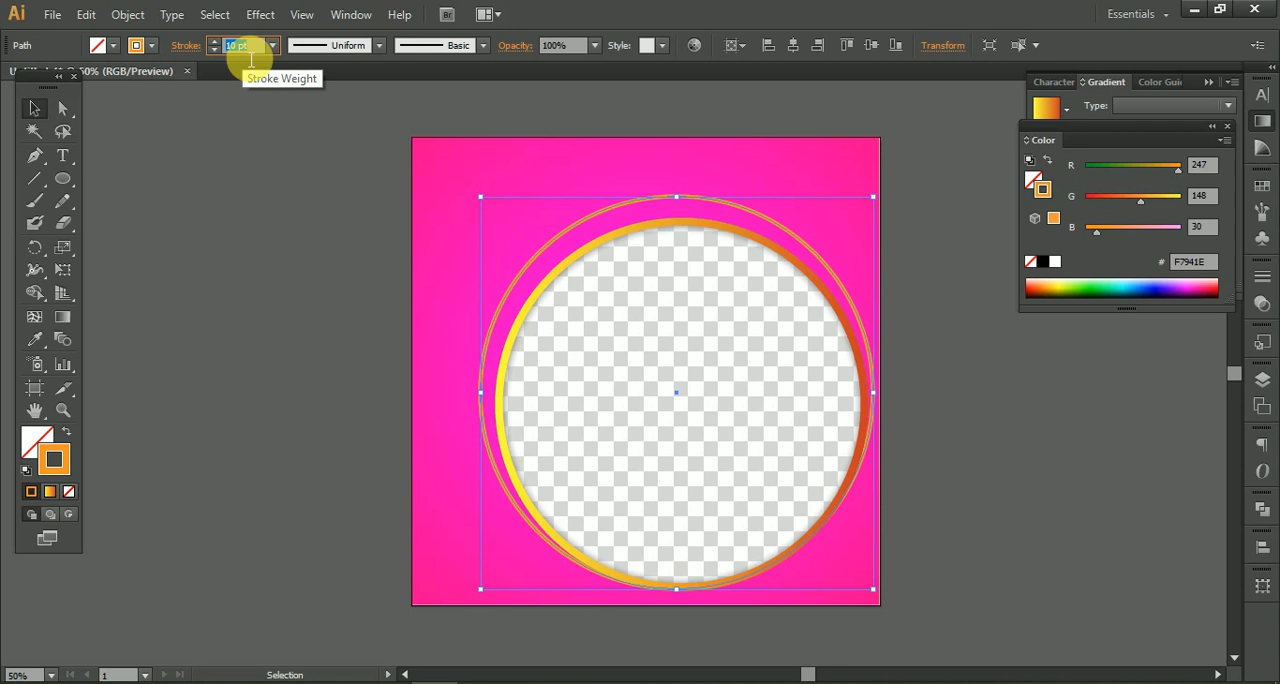 Ai File Edit Object Type Select Effect View Window Help Br Essentials
Path Stroke: 10 pt Uniform Basic Opacity: 100% Style: Transform
50% (RGB/Preview) ×
Stroke Weight
Character Gradient Color Gui
Type:
Color
R 247
G 148
B 30
# F7941E
50% 1 Selection